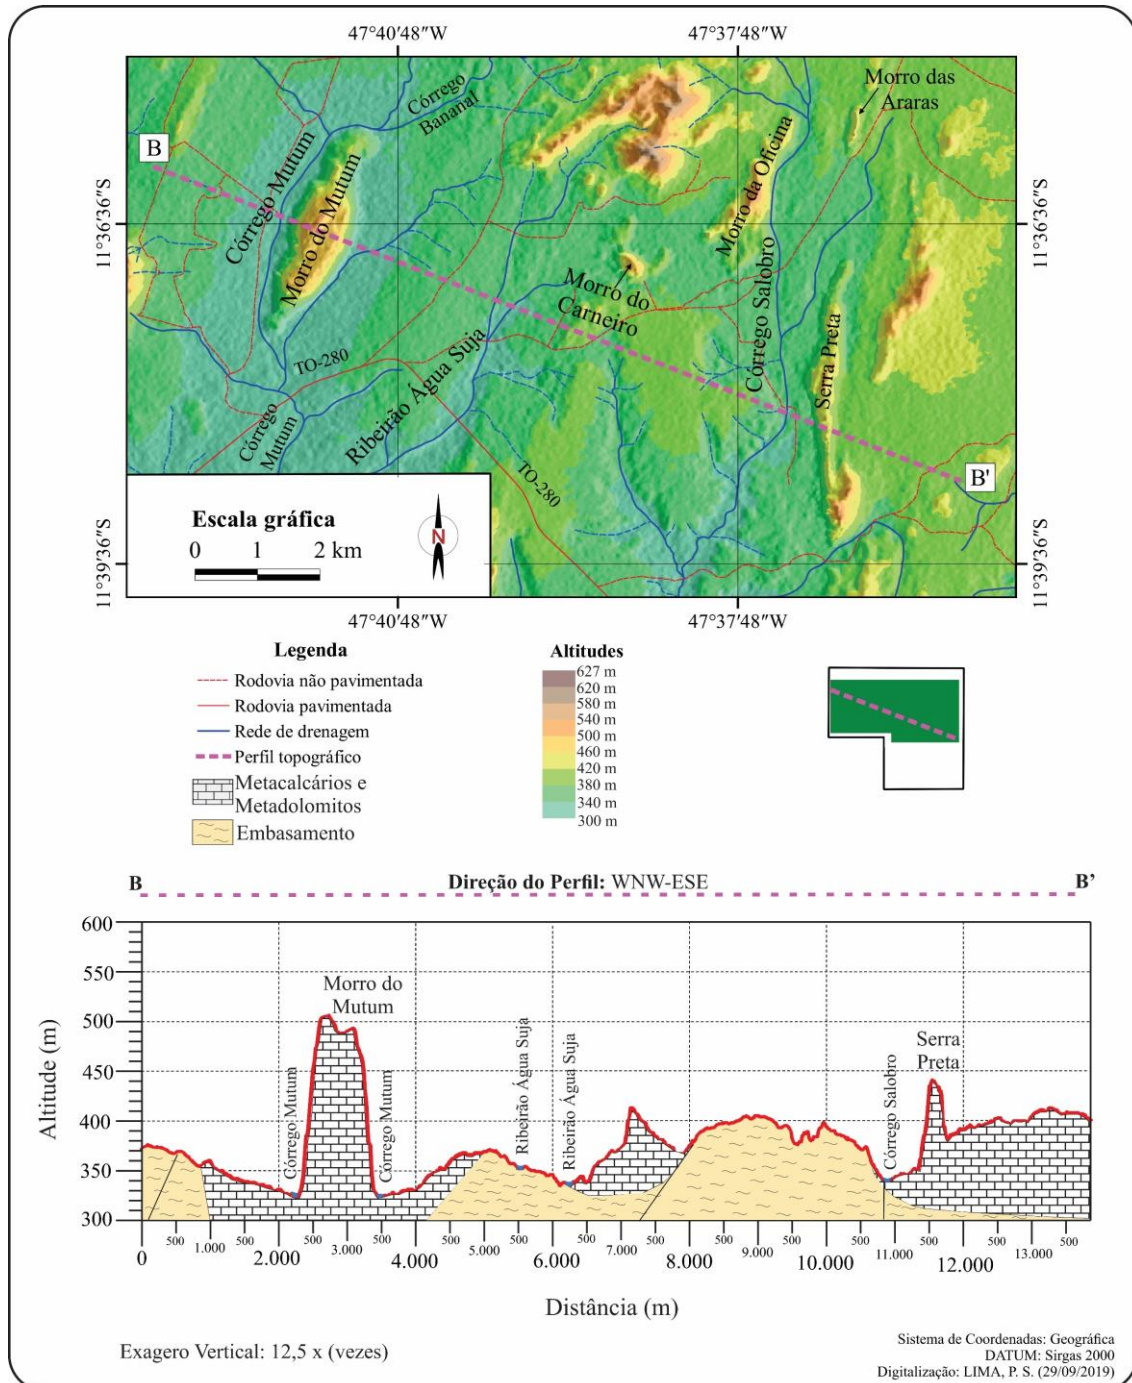 47°40'48"W
47°37'48"W
Morro das
Araras
Córrego
Bananal
B
Córrego Mutum
Morro do Mutum
Morro da Oficina
11°36'36"S
11°36'36"S
Morro do
Carneiro
Córrego Salobro
Serra Preta
TO-280
Ribeirão Água Suja
Córrego
Mutum
TO-280
B'
Escala gráfica
0 1 2 km
N
11°39'36"S
11°39'36"S
47°40'48"W
47°37'48"W
Legenda
Rodovia não pavimentada
Rodovia pavimentada
Rede de drenagem
Perfil topográfico
Metacalcários e
Metadolomitos
Embasamento
Altitudes
627 m
620 m
580 m
540 m
500 m
460 m
420 m
380 m
340 m
300 m
B
Direção do Perfil: WNW-ESE
B'
Altitude (m)
600
550
500
450
400
350
300
Morro do
Mutum
Córrego Mutum
Córrego Mutum
Ribeirão Água Suja
Ribeirão Água Suja
Córrego Salobro
Serra
Preta
0 500 1.000 500 2.000 500 3.000 500 4.000 500 5.000 500 6.000 500 7.000 500 8.000 500 9.000 500 10.000 500 11.000 500 12.000 500 13.000 500
Distância (m)
Exagero Vertical: 12,5 x (vezes)
Sistema de Coordenadas: Geográfica
DATUM: Sirgas 2000
Digitalização: LIMA, P. S. (29/09/2019)